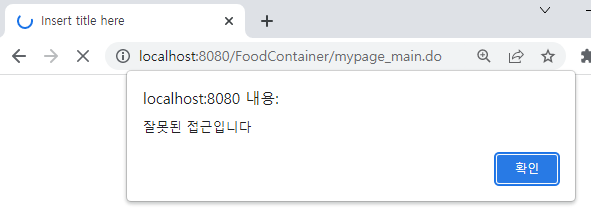 Insert title here
localhost:8080/FoodContainer/mypage_main.do
localhost:8080 내용:
잘못된 접근입니다
확인